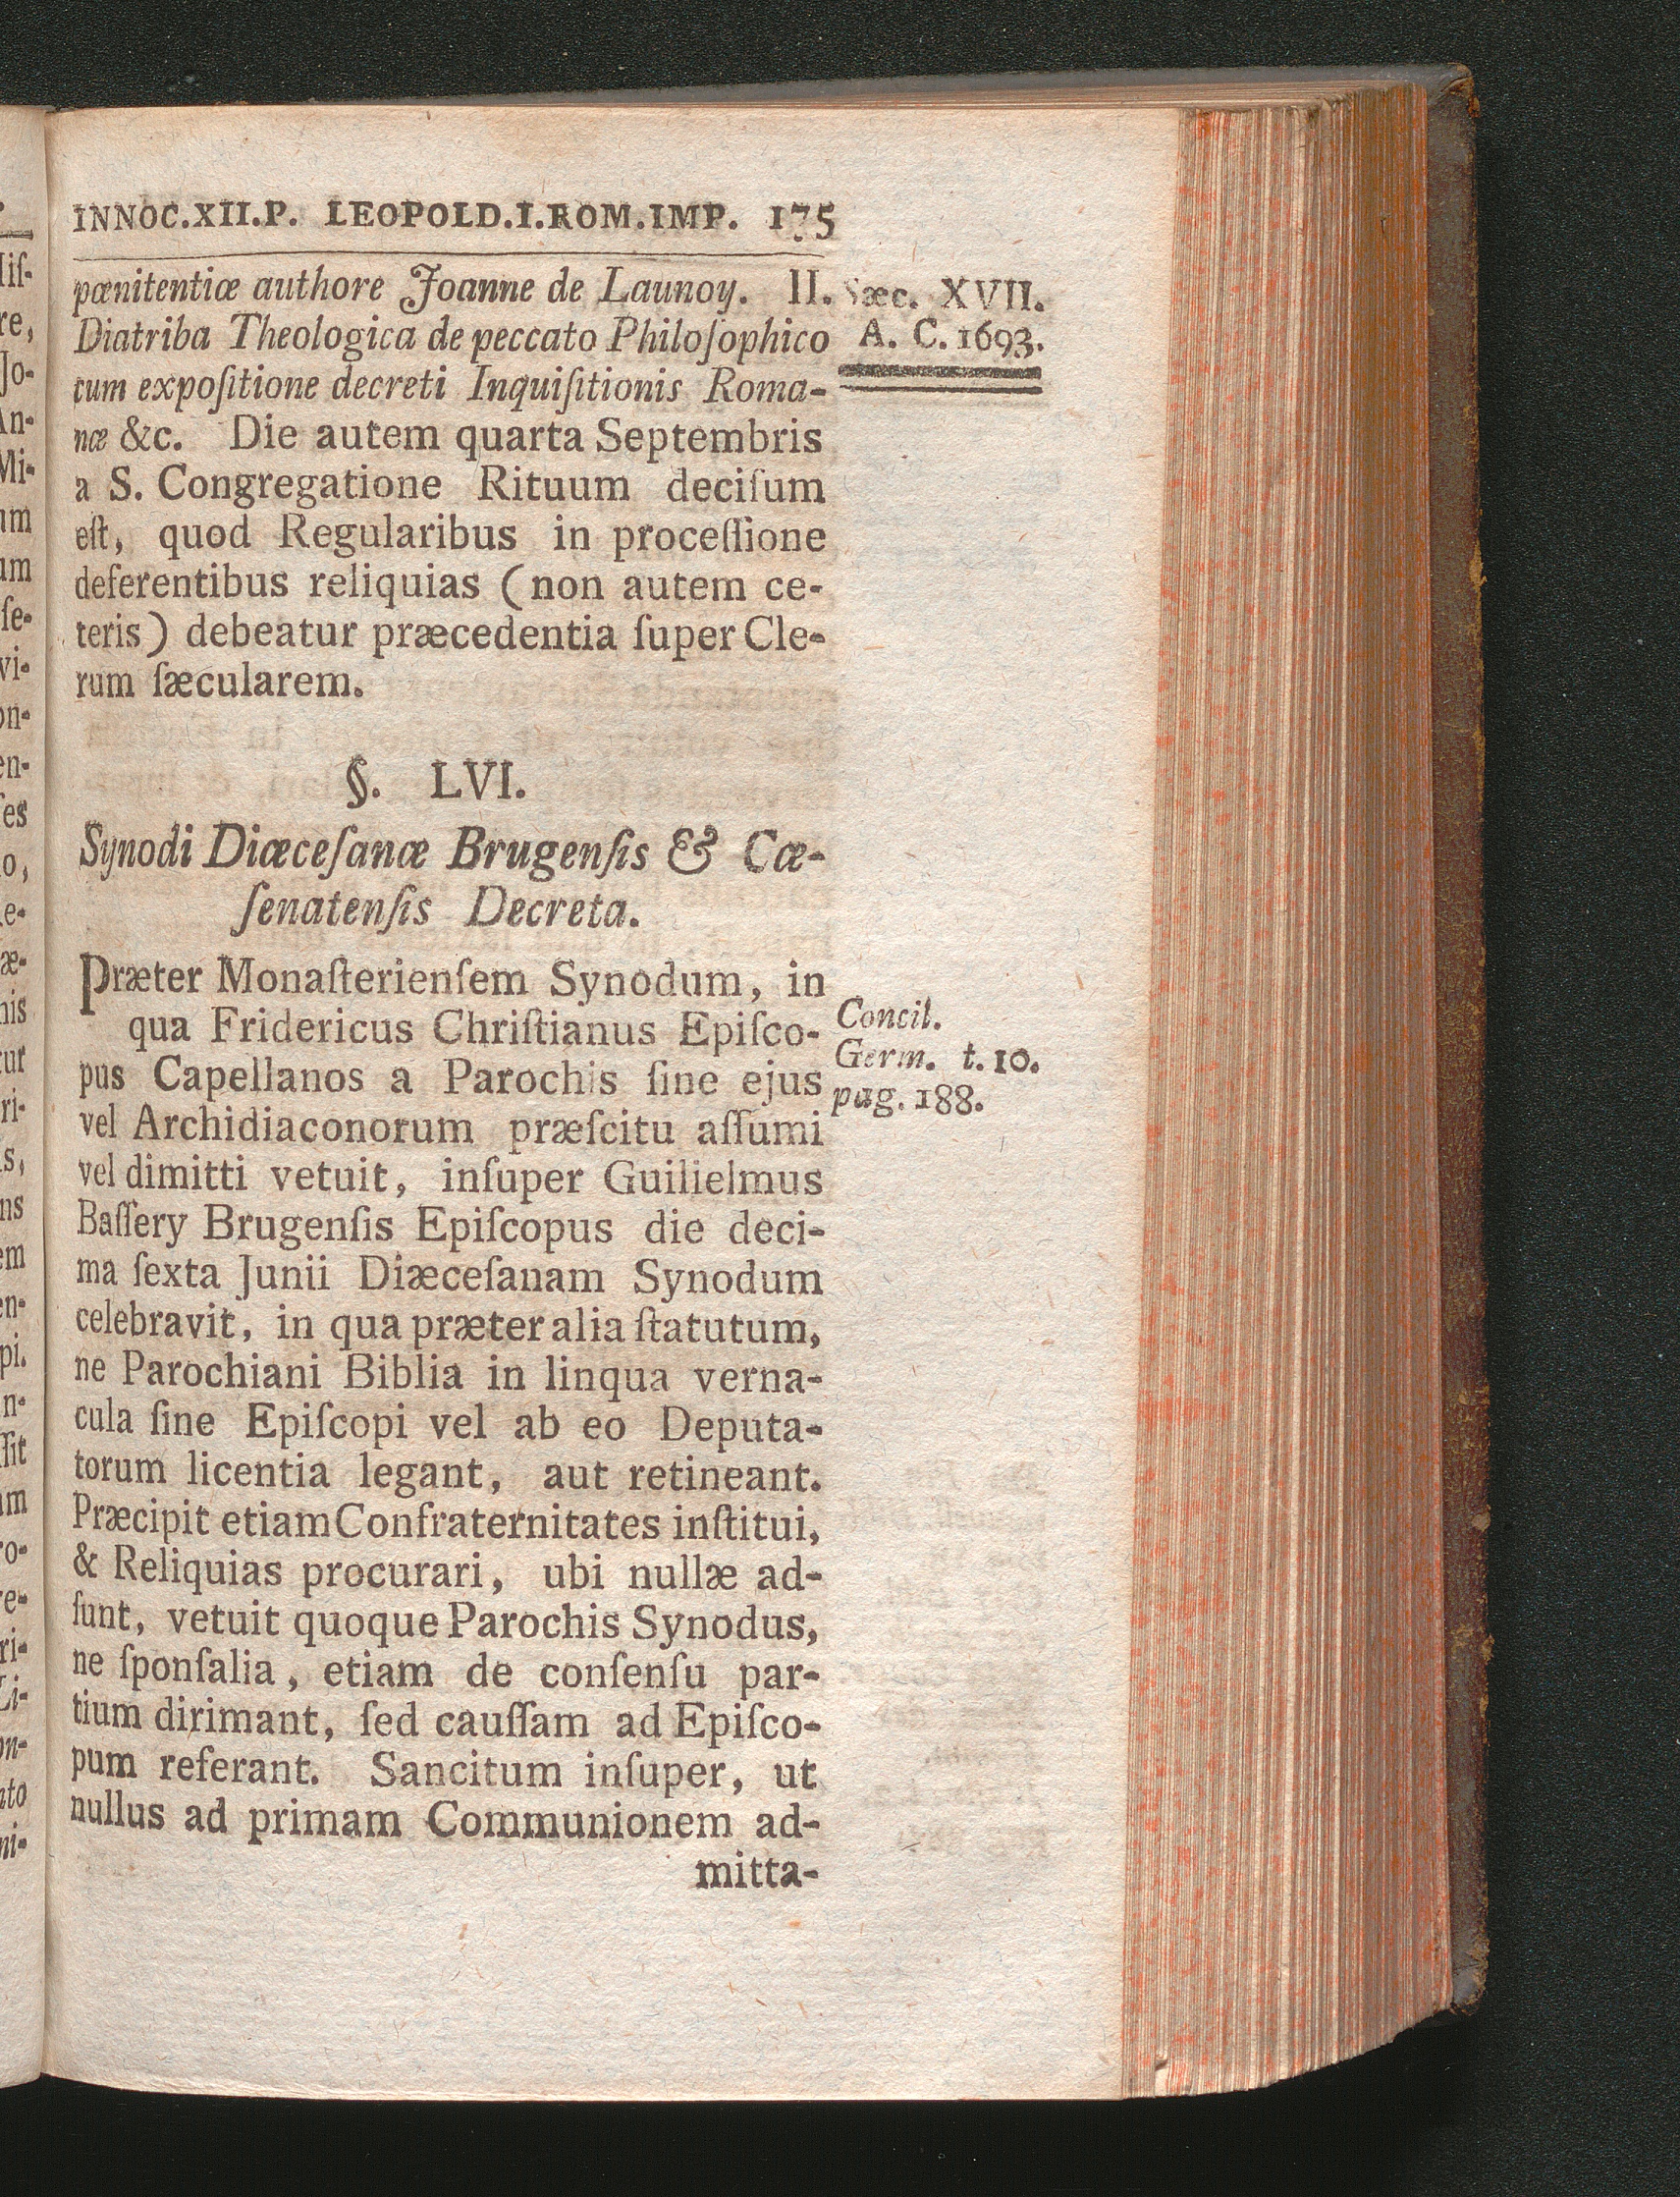 INNOC.XII.P. LEOPOLD.I.ROM.IMP. 175
pœnitentiæ authore Joanne de Launoy. II.
Diatriba Theologica de peccato Philoſophico
cum expoſitione decreti Inquiſitionis Roma-
næ &c. Die autem quarta Septembris
a S. Congregatione Rituum deciſum
eſt, quod Regularibus in proceſſione
deferentibus reliquias (non autem ce-
teris) debeatur præcedentia ſuper Cle-
rum ſæcularem.
Sæc. XVII.
A. C. 1693.
§. LVI.
Synodi Diæceſanæ Brugenſis & Cæ-
ſenatenſis Decreta.
Præter Monaſterienſem Synodum, in
qua Fridericus Chriſtianus Epiſco-
pus Capellanos a Parochis ſine ejus
vel Archidiaconorum præſcitu aſſumi
vel dimitti vetuit, inſuper Guilielmus
Baſſery Brugenſis Epiſcopus die deci-
ma ſexta Junii Diæceſanam Synodum
celebravit, in qua præter alia ſtatutum,
ne Parochiani Biblia in linqua verna-
cula ſine Epiſcopi vel ab eo Deputa-
torum licentia legant, aut retineant.
Præcipit etiam Confraternitates inſtitui,
& Reliquias procurari, ubi nullæ ad-
ſunt, vetuit quoque Parochis Synodus,
ne ſponſalia, etiam de conſenſu par-
tium dirimant, ſed cauſſam ad Epiſco-
pum referant. Sancitum inſuper, ut
nullus ad primam Communionem ad-
mitta-
Concil.
Germ. t. 10.
pag. 188.